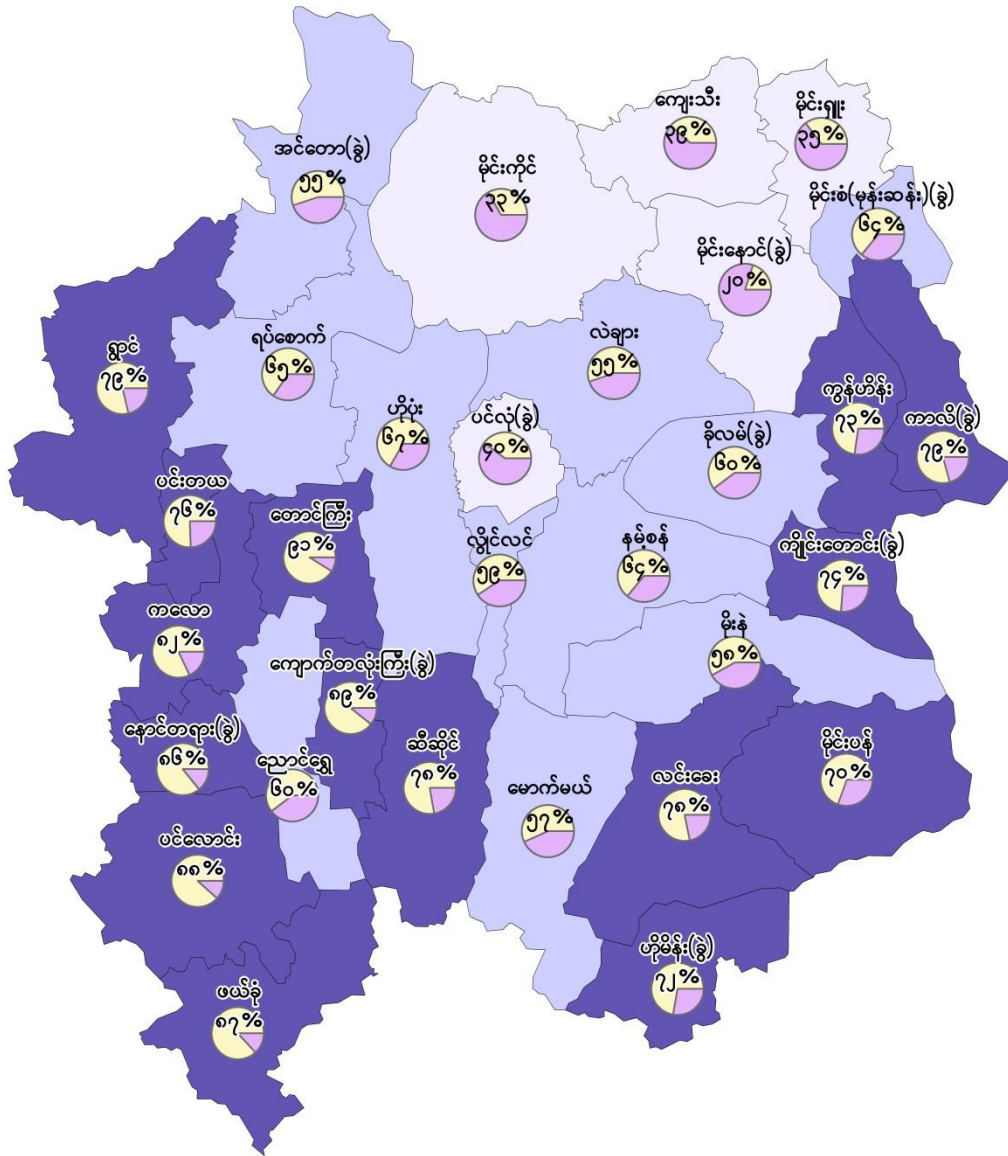 ကျေးသီး
၃၉%
မိုင်းရှူး
၃၅%
အင်တော(ခွဲ)
၅၅%
မိုင်းကိုင်
၃၃%
မိုင်းစံ(မုန်းဆန်း)(ခွဲ)
၆၄%
မိုင်းနောင်(ခွဲ)
၂၀%
ရွာငံ
၇၉%
ရပ်စောက်
၆၅%
လဲချား
၅၅%
ဟိုပုံး
၆၇%
ပင်လုံ(ခွဲ)
၄၀%
ခိုလမ်(ခွဲ)
၆၀%
ကွန်ဟိန်း
၇၃%
ကာလိ(ခွဲ)
၇၉%
ပင်းတယ
၇၆%
တောင်ကြီး
၉၁%
လွိုင်လင်
၅၉%
နမ့်စန်
၆၄%
ကျိုင်းတောင်း(ခွဲ)
၇၄%
ကလော
၈၂%
ကျောက်တလုံးကြီး(ခွဲ)
၈၉%
မိုးနဲ
၅၈%
နောင်တရား(ခွဲ)
၈၆%
ညောင်ရွှေ
၆၀%
ဆီဆိုင်
၇၈%
မောက်မယ်
၅၇%
လင်းခေး
၇၈%
မိုင်းပန်
၇၀%
ပင်လောင်း
၈၈%
ဟိုမိန်း(ခွဲ)
၇၂%
ဖယ်ခုံ
၈၇%